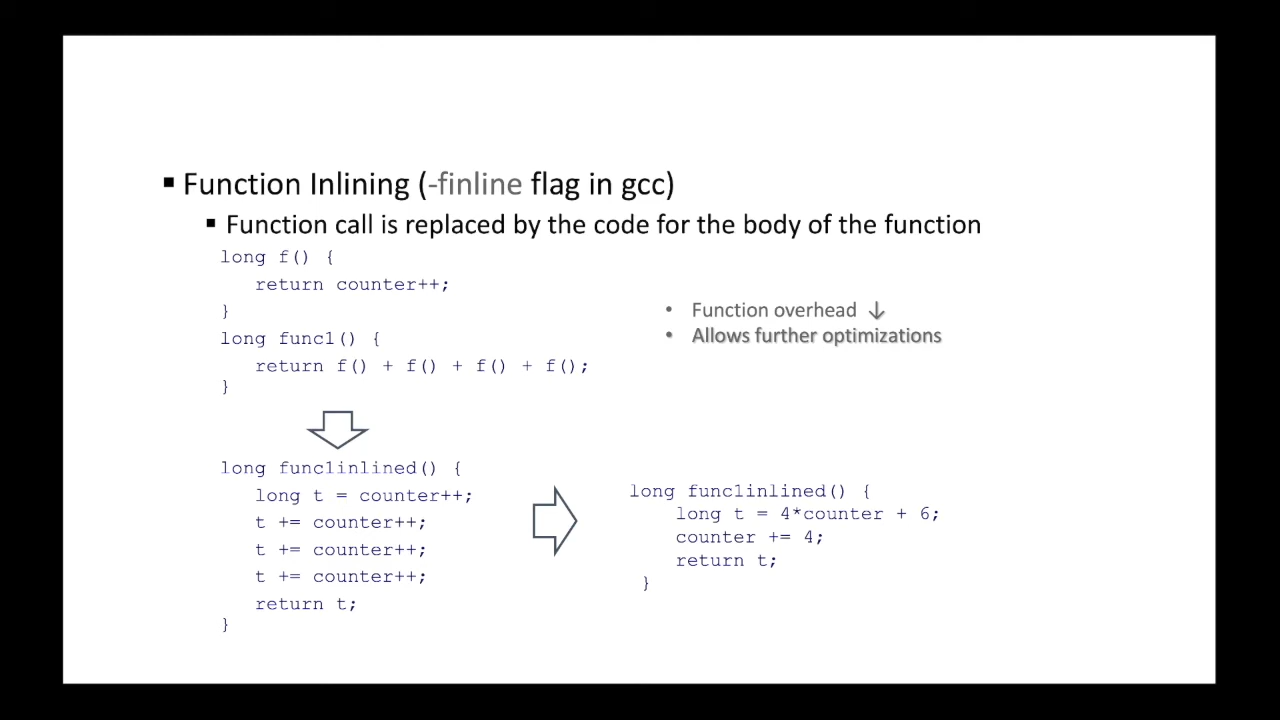 ▪ Function Inlining (-finline flag in gcc)
▪ Function call is replaced by the code for the body of the function
long f() {
return counter++;
}
long func1() {
return f() + f() + f() + f();
}
• Function overhead ↓
• Allows further optimizations
long func1inlined() {
long t = counter++;
t += counter++;
t += counter++;
t += counter++;
return t;
}
long func1inlined() {
long t = 4*counter + 6;
counter += 4;
return t;
}